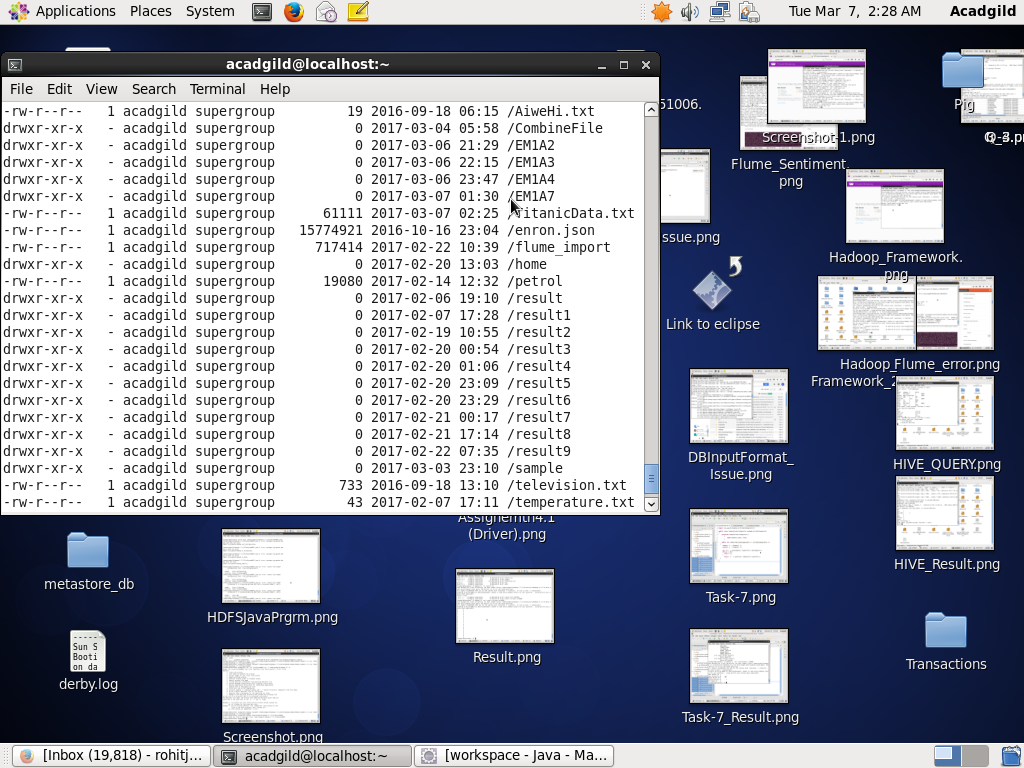 Applications Places System Tue Mar 7, 2:28 AM Acadgild
acadgild@localhost:~
File Edit View Search Terminal Help
-rw-r--r-- 1 acadgild supergroup 19 2016-09-18 06:15 /AiweHi.txt
drwxr-xr-x - acadgild supergroup 0 2017-03-04 05:58 /CombineFile
drwxr-xr-x - acadgild supergroup 0 2017-03-06 21:29 /EM1A2
drwxr-xr-x - acadgild supergroup 0 2017-03-06 22:15 /EM1A3
drwxr-xr-x - acadgild supergroup 0 2017-03-06 23:47 /EM1A4
drwxr-xr-x - acadgild supergroup 0 2017-03-07 01:30 /EM1A7
-rw-r--r-- 1 acadgild supergroup 61111 2017-03-07 02:25 /TitanicData.txt
-rw-r--r-- 1 acadgild supergroup 15774921 2016-10-16 23:04 /enron.json
-rw-r--r-- 1 acadgild supergroup 717414 2017-02-22 10:39 /flume_import
drwxr-xr-x - acadgild supergroup 0 2017-02-20 13:03 /home
-rw-r--r-- 1 acadgild supergroup 19080 2017-02-14 12:32 /petrol
drwxr-xr-x - acadgild supergroup 0 2017-02-06 19:10 /result
drwxr-xr-x - acadgild supergroup 0 2017-02-07 17:28 /result1
drwxr-xr-x - acadgild supergroup 0 2017-02-19 10:55 /result2
drwxr-xr-x - acadgild supergroup 0 2017-02-20 00:54 /result3
drwxr-xr-x - acadgild supergroup 0 2017-02-20 01:06 /result4
drwxr-xr-x - acadgild supergroup 0 2017-02-20 23:09 /result5
drwxr-xr-x - acadgild supergroup 0 2017-02-20 23:29 /result6
drwxr-xr-x - acadgild supergroup 0 2017-02-21 00:17 /result7
drwxr-xr-x - acadgild supergroup 0 2017-02-21 17:14 /result8
drwxr-xr-x - acadgild supergroup 0 2017-02-22 07:35 /result9
drwxr-xr-x - acadgild supergroup 0 2017-03-03 23:10 /sample
-rw-r--r-- 1 acadgild supergroup 733 2016-09-18 13:10 /television.txt
-rw-r--r-- 1 acadgild supergroup 43 2017-02-07 17:11 /temperature.txt
51006.
Pig
Screenshot-1.png
Flume_Sentiment.
png
ssue.png
Hadoop_Framework.
png
Link to eclipse
Hadoop_Flume_error.png
Framework_2
DBInputFormat_
Issue.png
HIVE_QUERY.png
(Driver).png
HIVE_Result.png
metastore_db
Task-7.png
HDFSJavaPrgrm.png
Result.png
Transactions
Sun S
Booti
on da
derby.log
Task-7_Result.png
Screenshot.png
[Inbox (19,818) - rohitj... acadgild@localhost:~ [workspace - Java - Ma...